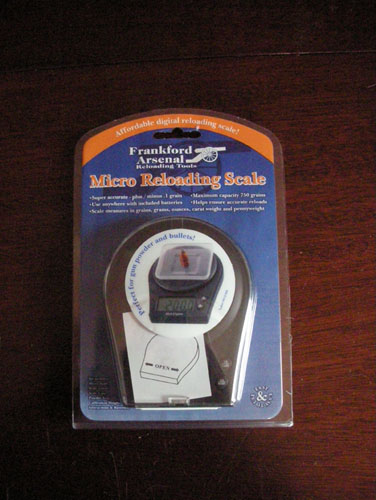 Affordable digital reloading scale!
Frankford
Arsenal
Reloading Tools
Micro Reloading Scale
•Super accurate - plus / minus .1 grain
•Maximum capacity 750 grains
•Use anywhere with included batteries
•Helps ensure accurate reloads
•Scale measures in grains, grams, ounces, carat weight and pennyweight
Perfect for gun powder and bullets!
OPEN
&